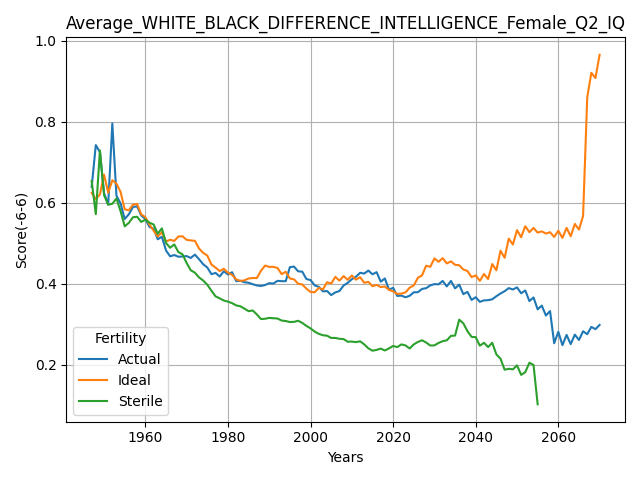 Average_WHITE_BLACK_DIFFERENCE_INTELLIGENCE_Female_Q2_IQ
1.0
0.8
0.6
0.4
0.2
Score(-6-6)
Fertility
Actual
Ideal
Sterile
1960 1980 2000 2020 2040 2060
Years